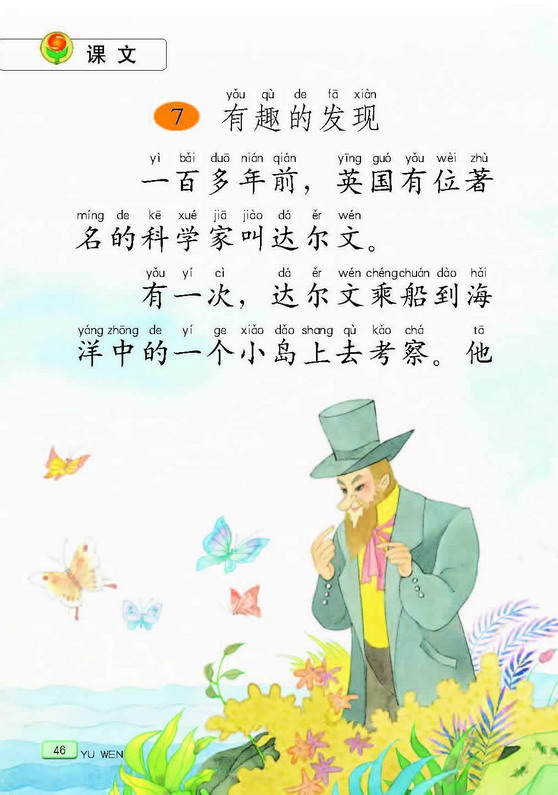 课文
yǒu qù de fā xiàn
7 有趣的发现
yì bǎi duō nián qián yīng guó yǒu wèi zhù
一百多年前，英国有位著
míng de kē xué jiā jiào dá ěr wén
名的科学家叫达尔文。
yǒu yí cì dá ěr wén chéng chuán dào hǎi
有一次，达尔文乘船到海
yáng zhōng de yí ge xiǎo dǎo shang qù kǎo chá tā
洋中的一个小岛上去考察。他
46 YU WEN